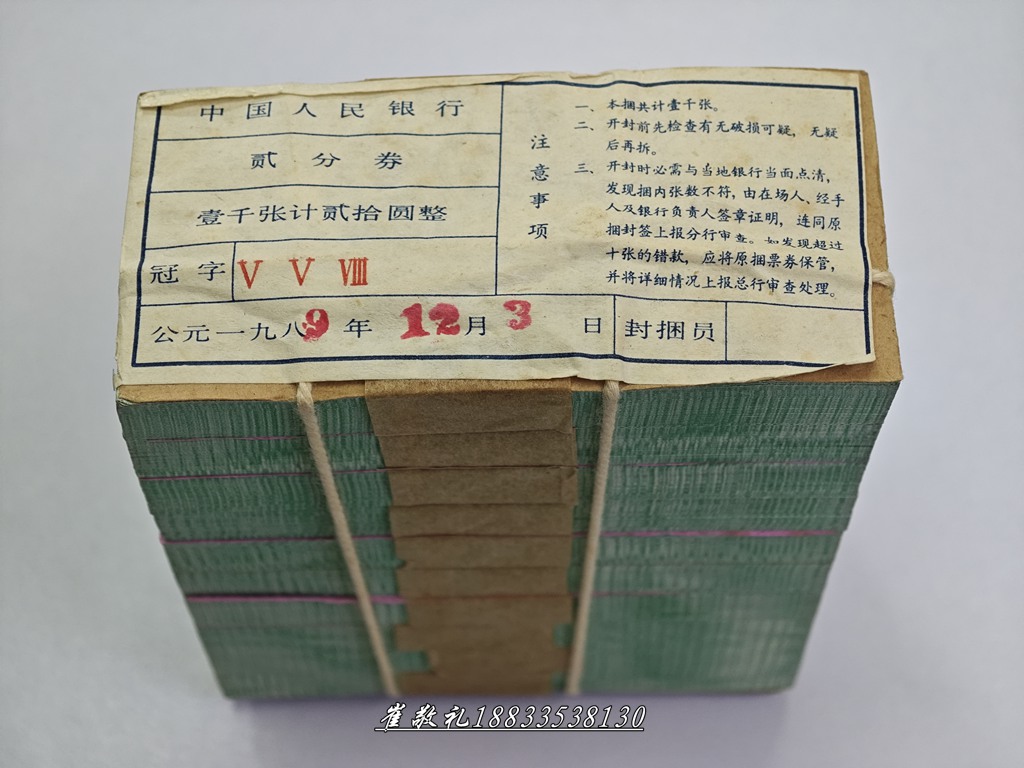 中国人民银行
贰分券
壹千张计贰拾圆整
冠字 V V VIII
公元一九八9年 12月 3 日 封捆员
注意事项
一、本捆共计壹千张。
二、开封前先检查有无破损可疑，无疑
后再拆。
三、开封时必需与当地银行当面点清，
发现捆内张数不符，由在场人、经手
人及银行负责人签章证明，连同原
捆封签上报分行审查。如发现超过
十张的错款，应将原捆票券保管，
并将详细情况上报总行审查处理。
崔敬礼18833538130